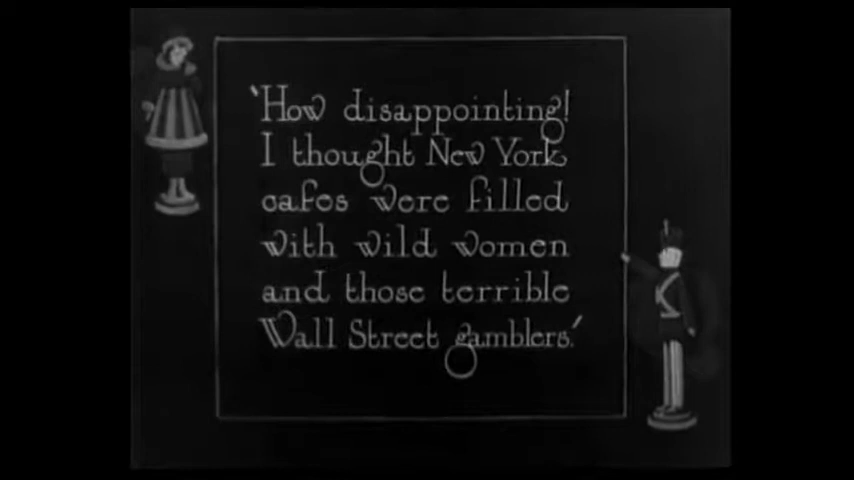 'How disappointing!
I thought New York
cafes were filled
with wild women
and those terrible
Wall Street gamblers.'